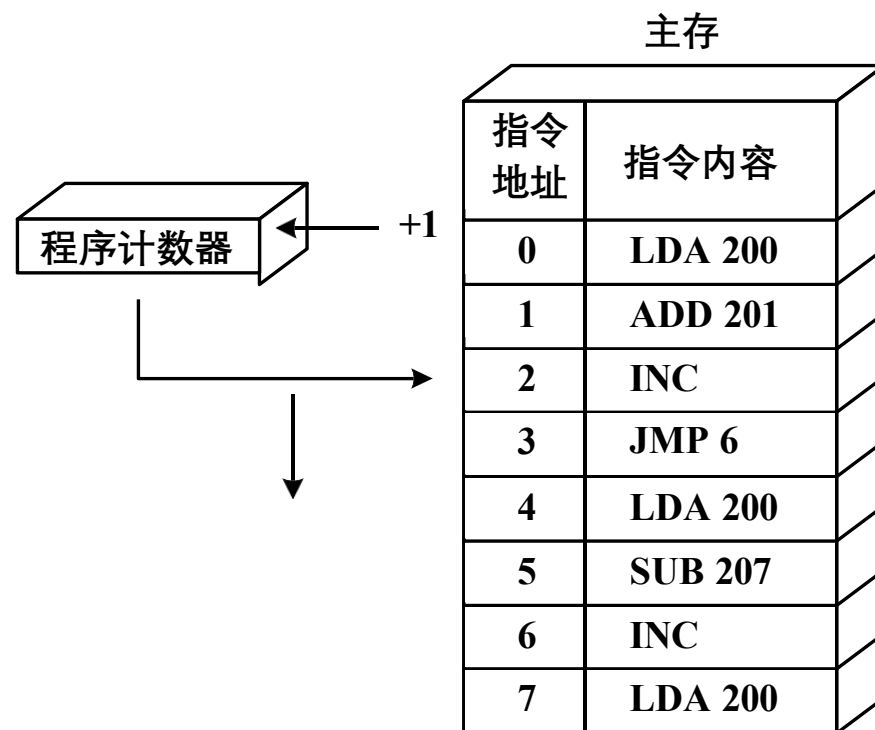 主存
指令
地址
指令内容
程序计数器
+1
0 LDA 200
1 ADD 201
2 INC
3 JMP 6
4 LDA 200
5 SUB 207
6 INC
7 LDA 200